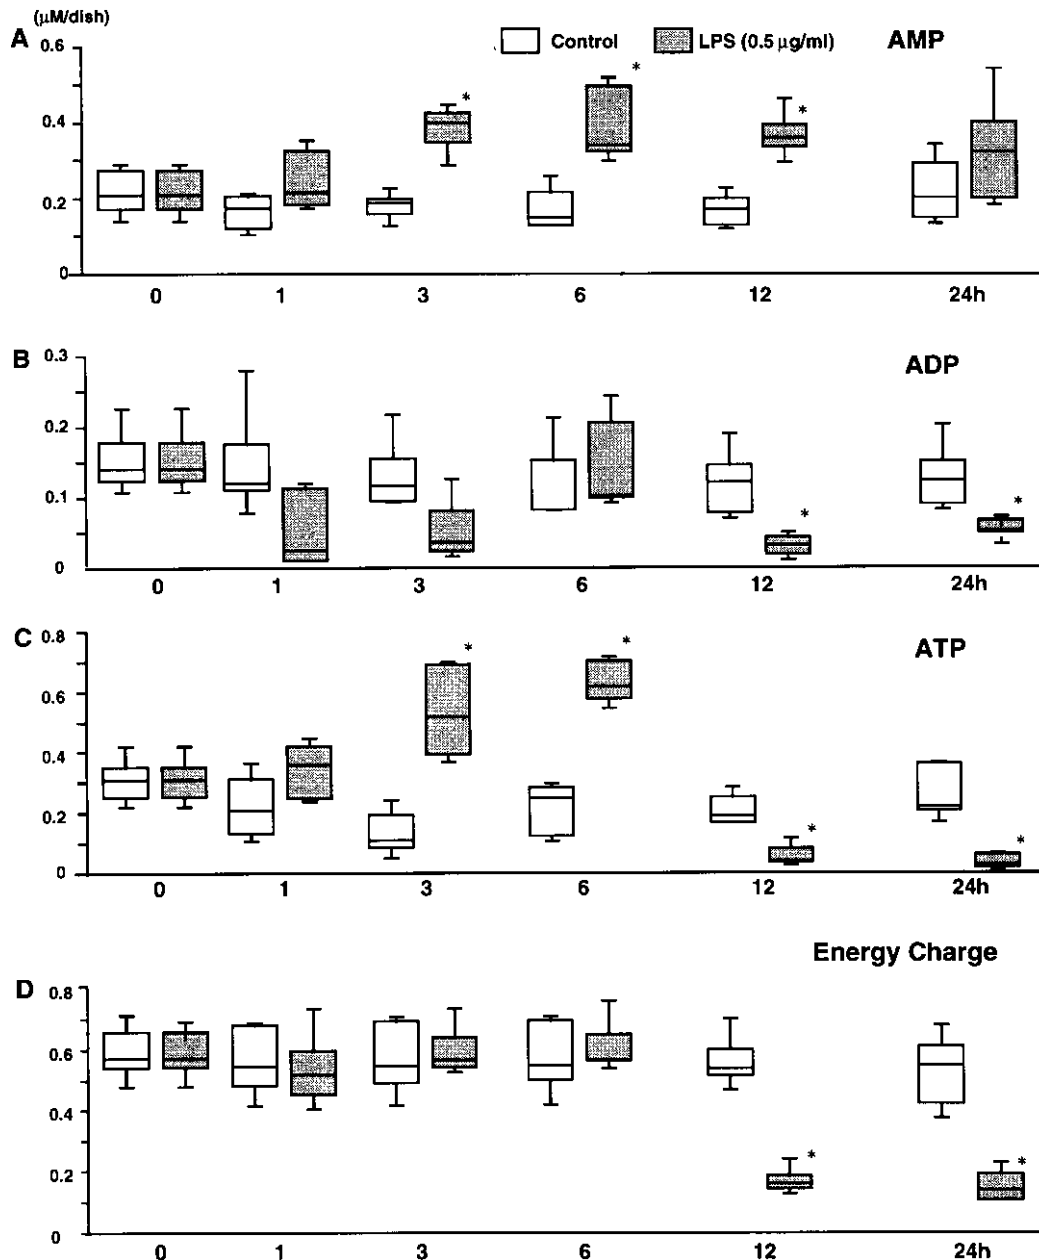 (μM/dish)
A
Control
LPS (0.5 μg/ml)
AMP
0.6
0.4
0.2
0
*
*
*
0 1 3 6 12 24h
B
ADP
0.3
0.2
0.1
0
*
*
0 1 3 6 12 24h
C
ATP
0.8
0.6
0.4
0.2
0
*
*
*
*
0 1 3 6 12 24h
Energy Charge
D
0.8
0.6
0.4
0.2
0
*
*
0 1 3 6 12 24h